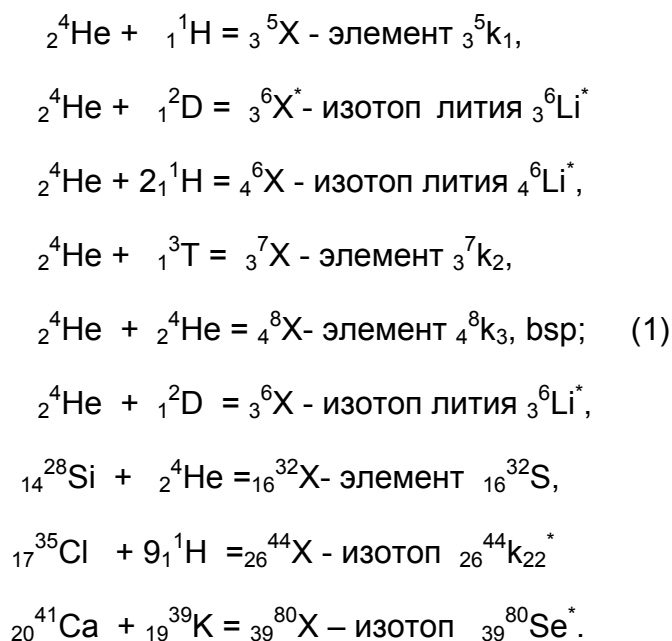 ₂⁴He + ₁¹H = ₃⁵X - элемент ₃⁵k₁,
₂⁴He + ₁²D = ₃⁶X*- изотоп лития ₃⁶Li*
₂⁴He + 2₁¹H = ₄⁶X - изотоп лития ₄⁶Li*,
₂⁴He + ₁³T = ₃⁷X - элемент ₃⁷k₂,
₂⁴He + ₂⁴He = ₄⁸X- элемент ₄⁸k₃, bsp; (1)
₂⁴He + ₁²D = ₃⁶X - изотоп лития ₃⁶Li*,
₁₄²⁸Si + ₂⁴He =₁₆³²X- элемент ₁₆³²S,
₁₇³⁵Cl + 9₁¹H =₂₆⁴⁴X - изотоп ₂₆⁴⁴k₂₂*
₂₀⁴¹Ca + ₁₉³⁹K = ₃₉⁸⁰X – изотоп ₃₉⁸⁰Se*.